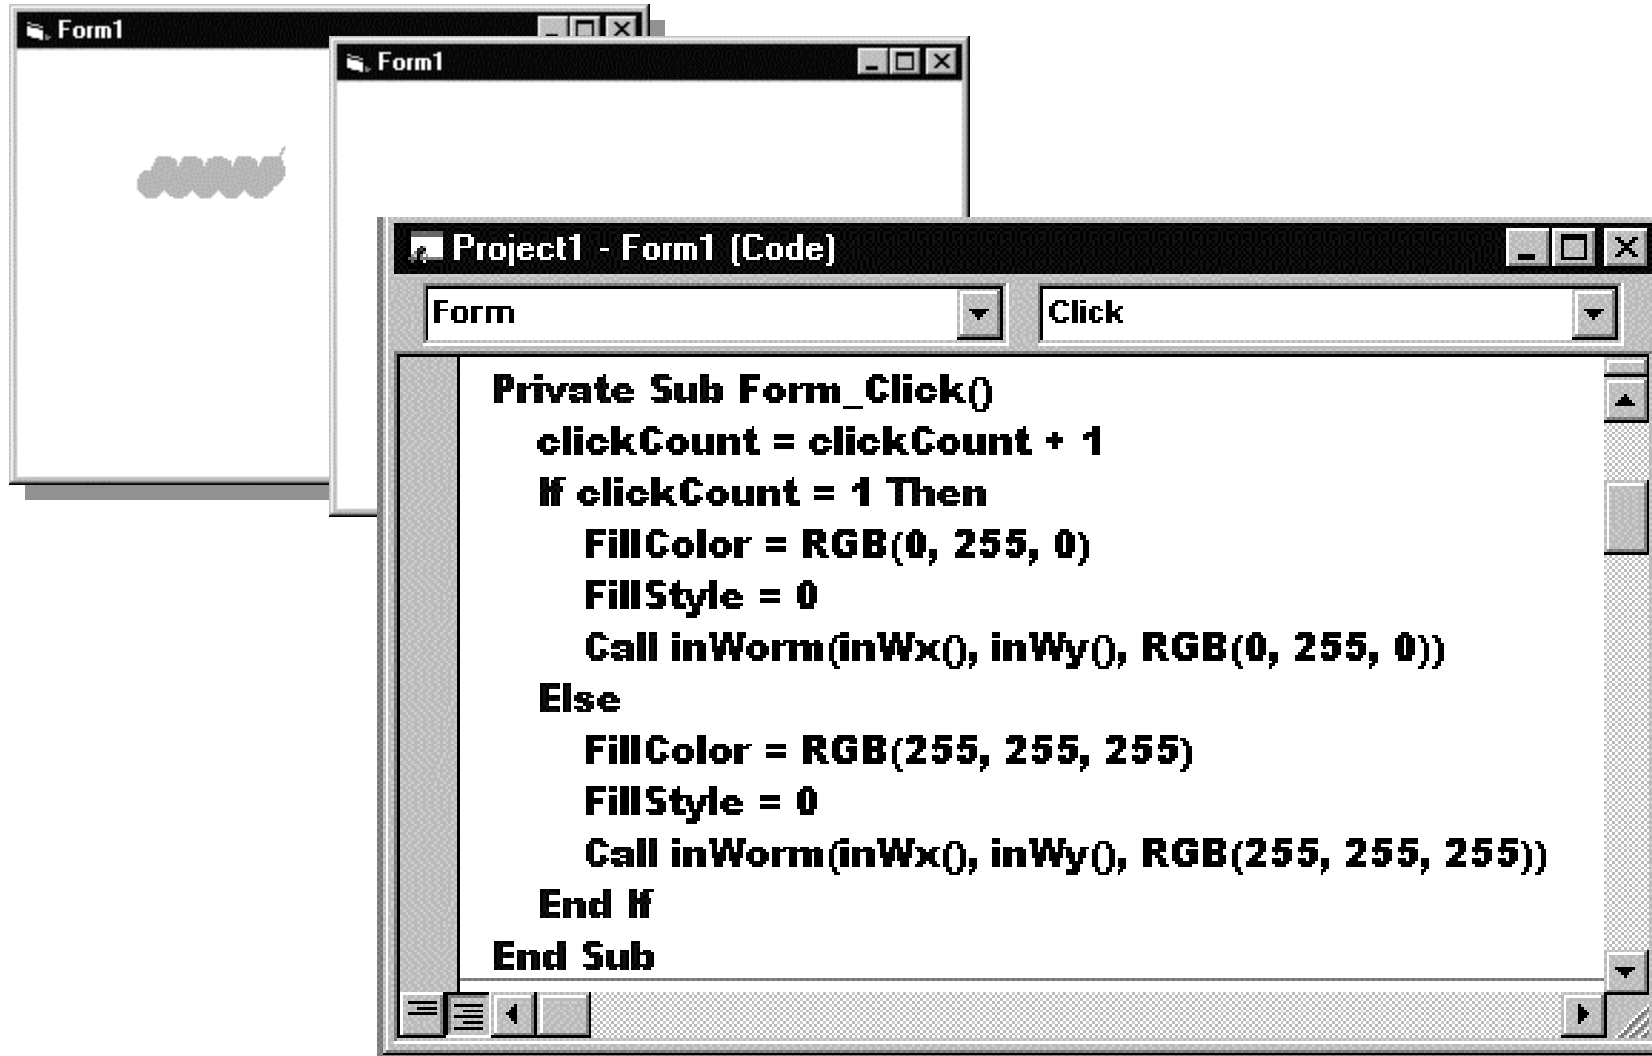 Form1
Form1
Project1 - Form1 (Code)
Form
Click
Private Sub Form_Click()
clickCount = clickCount + 1
If clickCount = 1 Then
FillColor = RGB(0, 255, 0)
FillStyle = 0
Call inWorm(inWx(), inWy(), RGB(0, 255, 0))
Else
FillColor = RGB(255, 255, 255)
FillStyle = 0
Call inWorm(inWx(), inWy(), RGB(255, 255, 255))
End If
End Sub